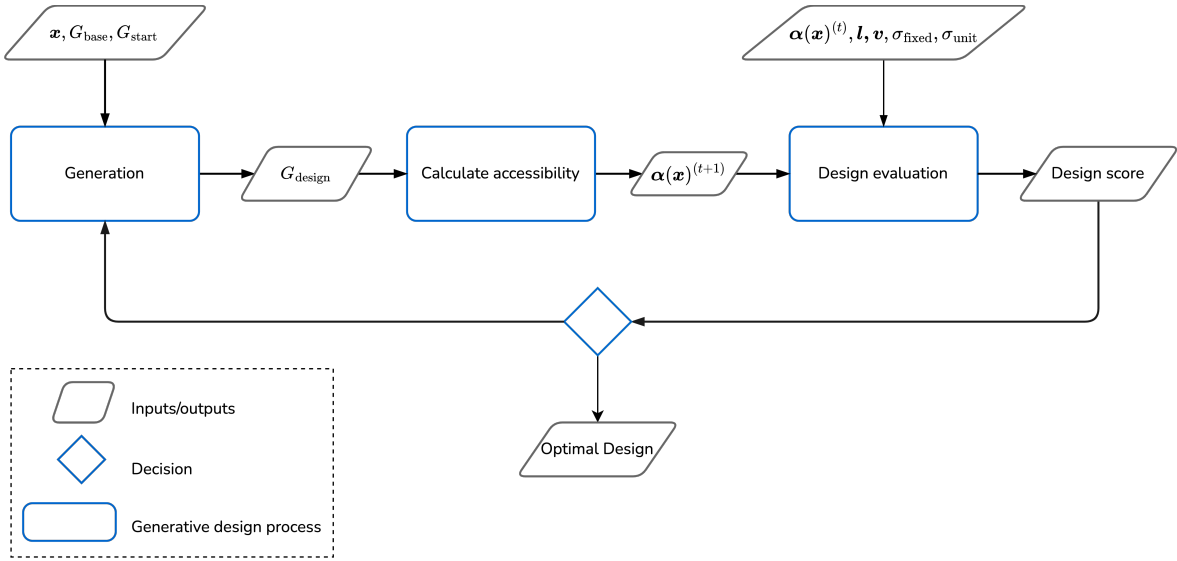 𝒙, G_base, G_start
𝜶(𝒙)^(t), 𝒍, 𝒗, σ_fixed, σ_unit
Generation
G_design
Calculate accessibility
𝜶(𝒙)^(t+1)
Design evaluation
Design score
Optimal Design
Inputs/outputs
Decision
Generative design process